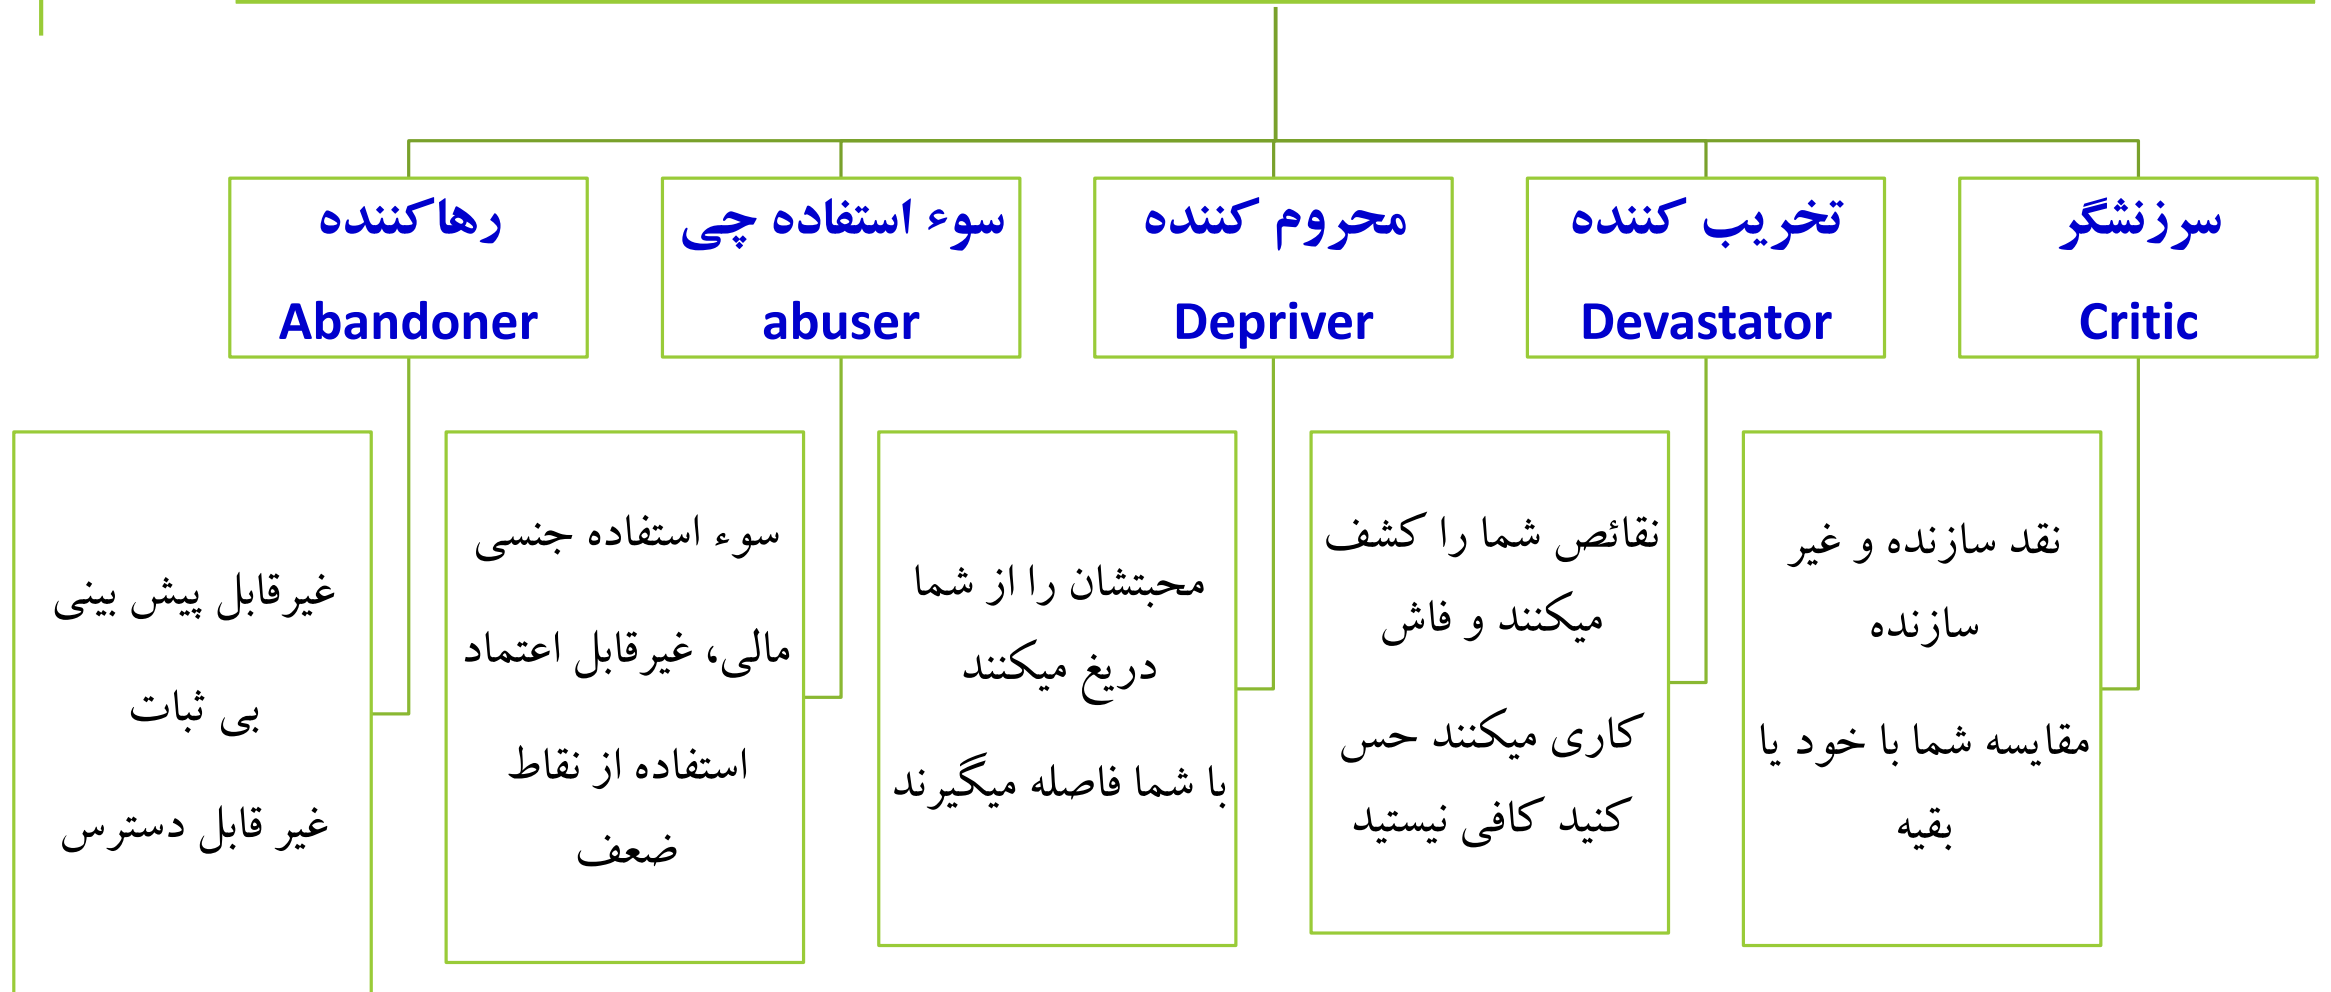 سرزنشگر
Critic
نقد سازنده و غیر
سازنده
مقایسه شما با خود یا
بقیه
تخریب کننده
Devastator
نقائص شما را کشف
میکنند و فاش
کاری میکنند حس
کنید کافی نیستید
محروم کننده
Depriver
محبتشان را از شما
دریغ میکنند
با شما فاصله میگیرند
سوء استفاده چی
abuser
سوء استفاده جنسی
مالی، غیرقابل اعتماد
استفاده از نقاط
ضعف
رهاکننده
Abandoner
غیرقابل پیش بینی
بی ثبات
غیر قابل دسترس